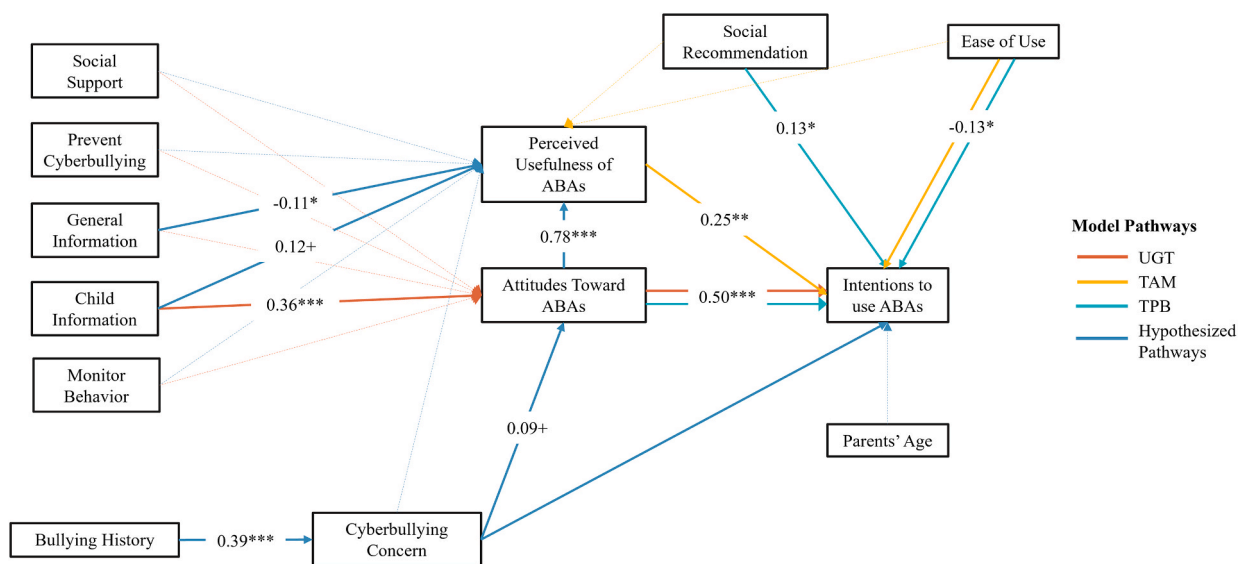 Social
Support
Prevent
Cyberbullying
General
Information
Child
Information
Monitor
Behavior
Bullying History
0.39***
Cyberbullying
Concern
-0.11*
0.12+
0.36***
Perceived
Usefulness of
ABAs
0.78***
Attitudes Toward
ABAs
0.09+
Social
Recommendation
Ease of Use
0.13*
-0.13*
0.25**
0.50***
Intentions to
use ABAs
Parents' Age
Model Pathways
UGT
TAM
TPB
Hypothesized
Pathways